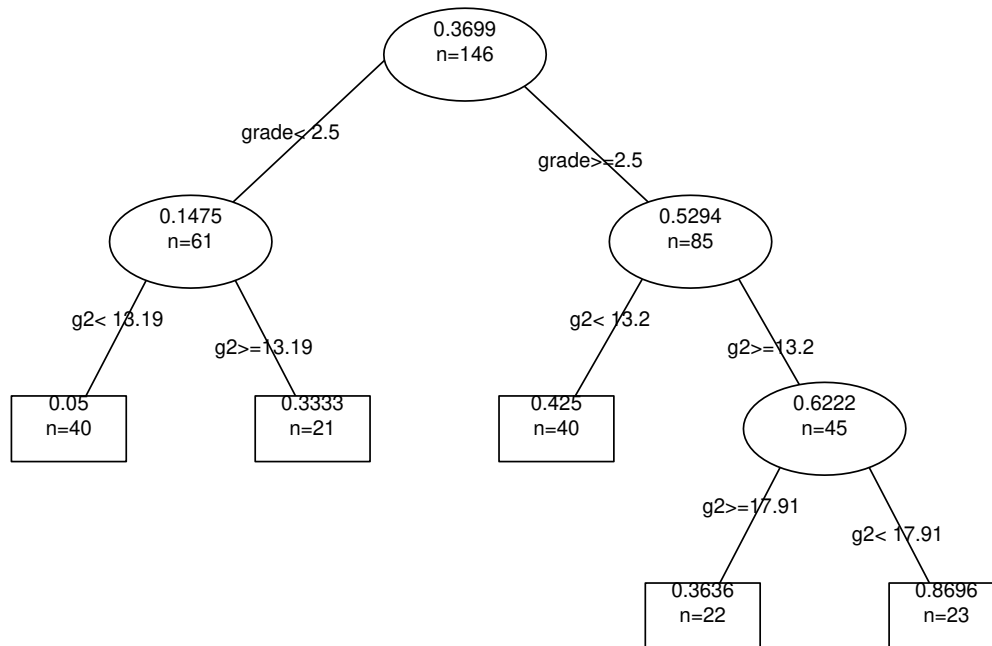 0.3699
n=146
grade< 2.5
grade>=2.5
0.1475
n=61
0.5294
n=85
g2< 13.19
g2>=13.19
g2< 13.2
g2>=13.2
0.05
n=40
0.3333
n=21
0.425
n=40
0.6222
n=45
g2>=17.91
g2< 17.91
0.3636
n=22
0.8696
n=23